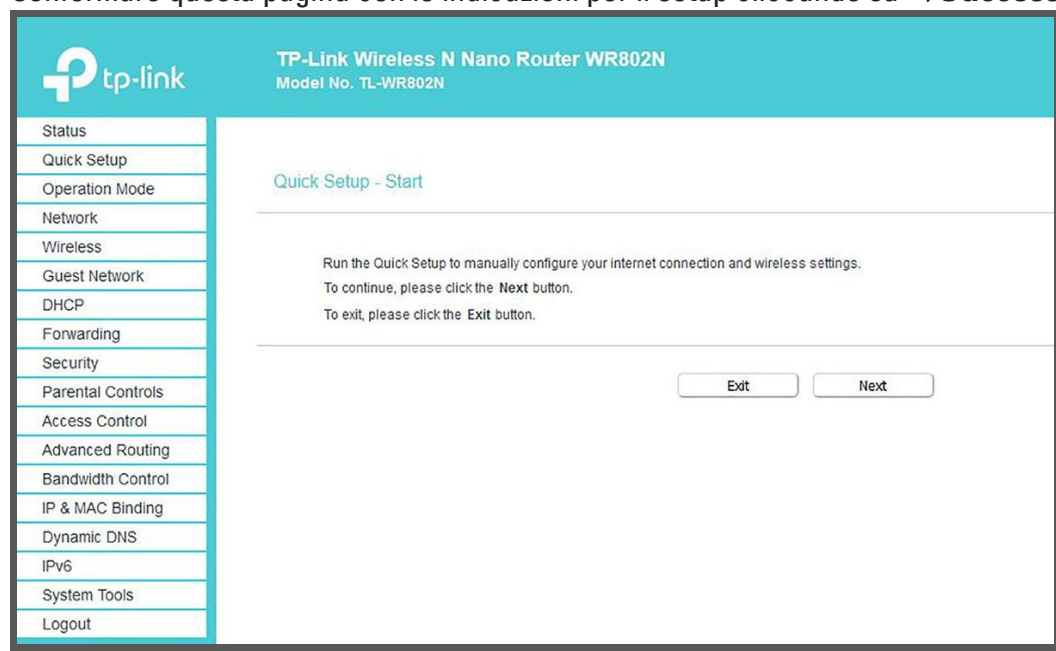 tp-link
TP-Link Wireless N Nano Router WR802N
Model No. TL-WR802N
Status
Quick Setup
Operation Mode
Network
Wireless
Guest Network
DHCP
Forwarding
Security
Parental Controls
Access Control
Advanced Routing
Bandwidth Control
IP & MAC Binding
Dynamic DNS
IPv6
System Tools
Logout
Quick Setup - Start
Run the Quick Setup to manually configure your internet connection and wireless settings.
To continue, please click the Next button.
To exit, please click the Exit button.
Exit
Next